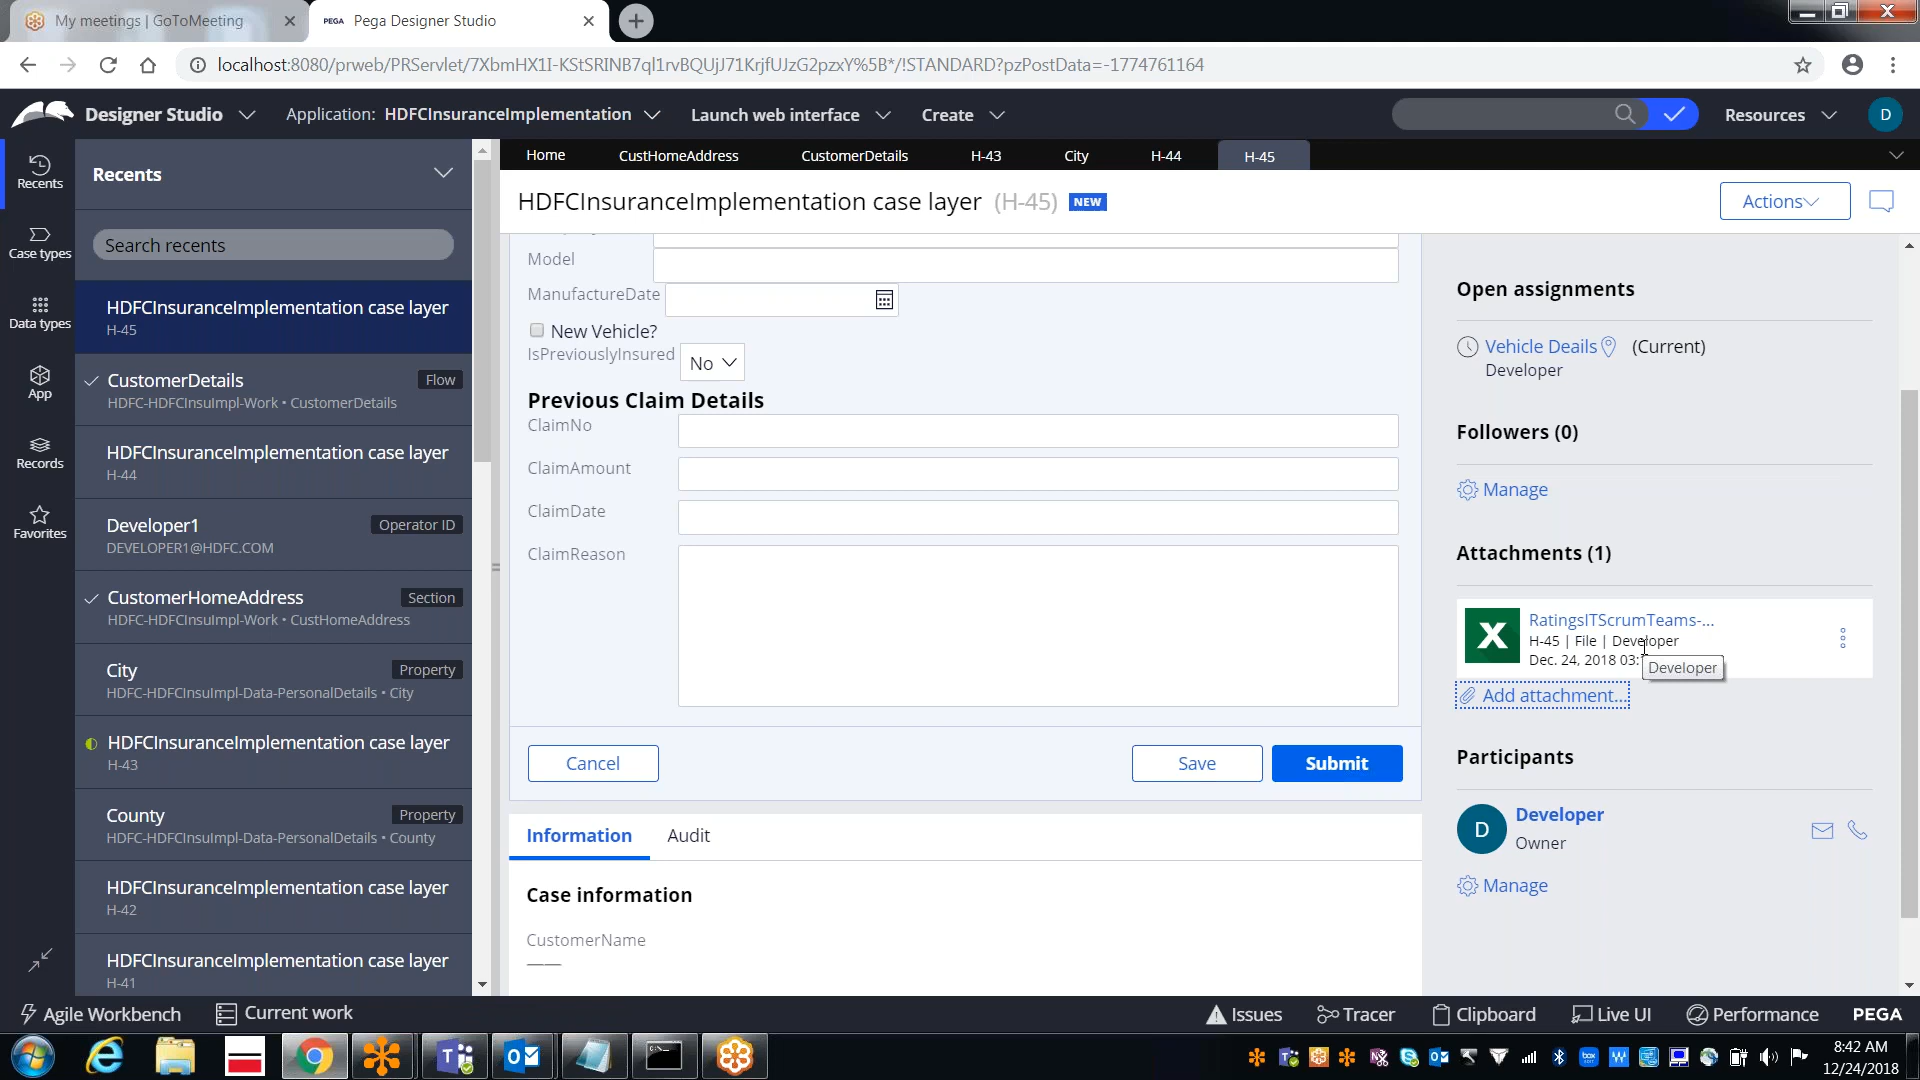 My meetings | GoToMeeting
PEGA Pega Designer Studio
localhost:8080/prweb/PRServlet/7XbmHX1I-KStSRINB7ql1rvBQUjJ71KrjfUJzG2pzxY%5B*/!STANDARD?pzPostData=-1774761164
Designer Studio
Application: HDFCInsuranceImplementation
Launch web interface
Create
Resources
D
Recents
Case types
Data types
App
Records
Favorites
Recents
Search recents
HDFCInsuranceImplementation case layer
H-45
CustomerDetails Flow
HDFC-HDFCInsuImpl-Work • CustomerDetails
HDFCInsuranceImplementation case layer
H-44
Developer1 Operator ID
DEVELOPER1@HDFC.COM
CustomerHomeAddress Section
HDFC-HDFCInsuImpl-Work • CustHomeAddress
City Property
HDFC-HDFCInsuImpl-Data-PersonalDetails • City
HDFCInsuranceImplementation case layer
H-43
County Property
HDFC-HDFCInsuImpl-Data-PersonalDetails • County
HDFCInsuranceImplementation case layer
H-42
HDFCInsuranceImplementation case layer
H-41
Home CustHomeAddress CustomerDetails H-43 City H-44 H-45
HDFCInsuranceImplementation case layer (H-45) NEW
Actions
Model
ManufactureDate
New Vehicle?
IsPreviouslyInsured No
Previous Claim Details
ClaimNo
ClaimAmount
ClaimDate
ClaimReason
Cancel Save Submit
Information Audit
Case information
CustomerName
Open assignments
Vehicle Deails (Current)
Developer
Followers (0)
Manage
Attachments (1)
RatingsITScrumTeams-...
H-45 | File | Developer
Dec. 24, 2018 03:
Developer
Add attachment...
Participants
D Developer
Owner
Manage
Agile Workbench
Current work
Issues
Tracer
Clipboard
Live UI
Performance
PEGA
8:42 AM
12/24/2018